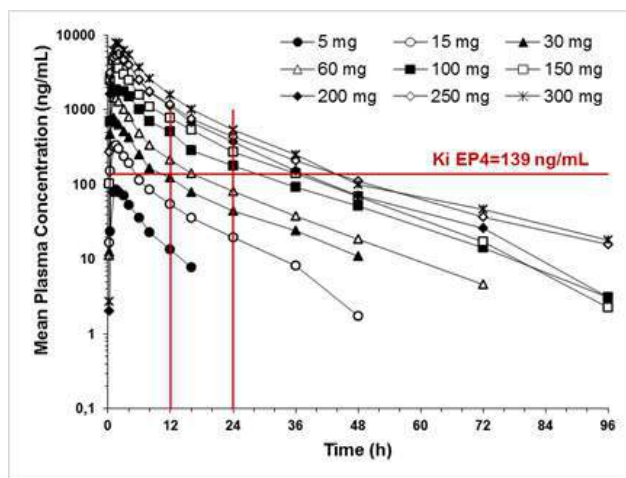 5 mg 15 mg 30 mg
60 mg 100 mg 150 mg
200 mg 250 mg 300 mg
Ki EP4=139 ng/mL
Mean Plasma Concentration (ng/mL)
10000
1000
100
10
1
0,1
0 12 24 36 48 60 72 84 96
Time (h)